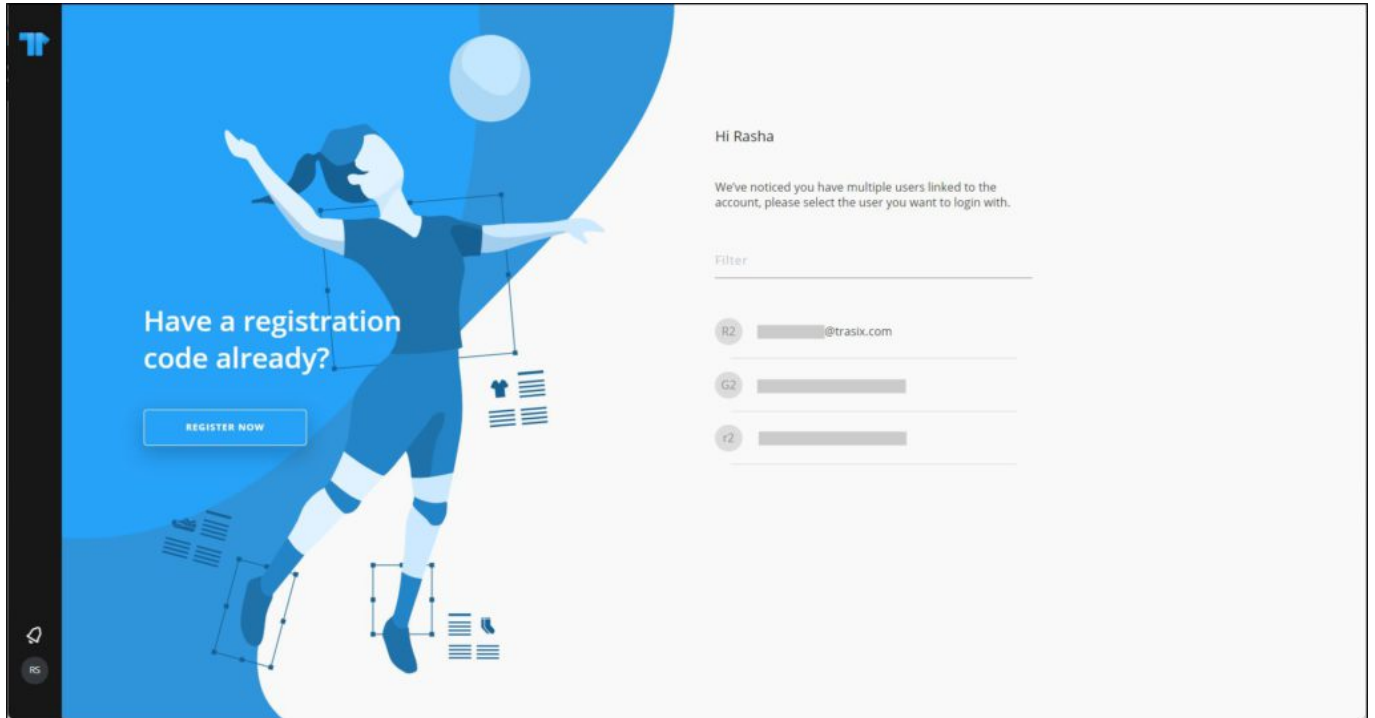 Have a registration
code already?
REGISTER NOW
RS
Hi Rasha
We've noticed you have multiple users linked to the
account, please select the user you want to login with.
Filter
R2 @trasix.com
G2
r2